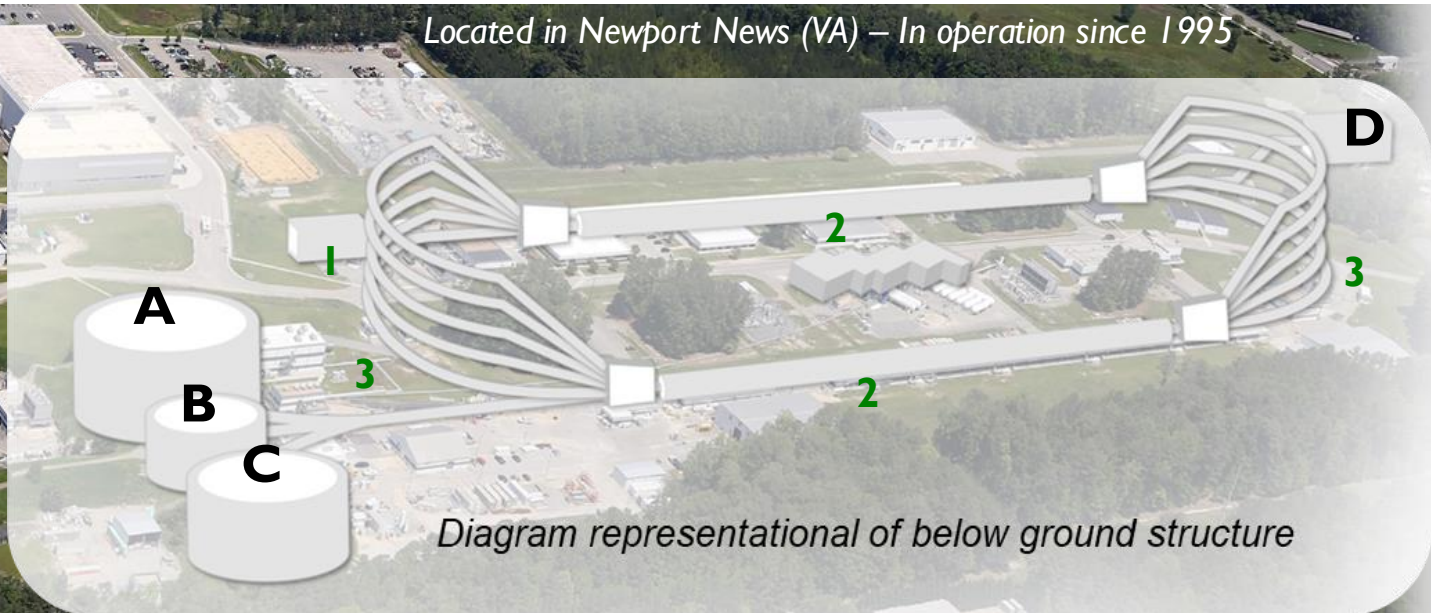 Located in Newport News (VA) – In operation since 1995
D
2
1
3
A
3
B
2
C
Diagram representational of below ground structure